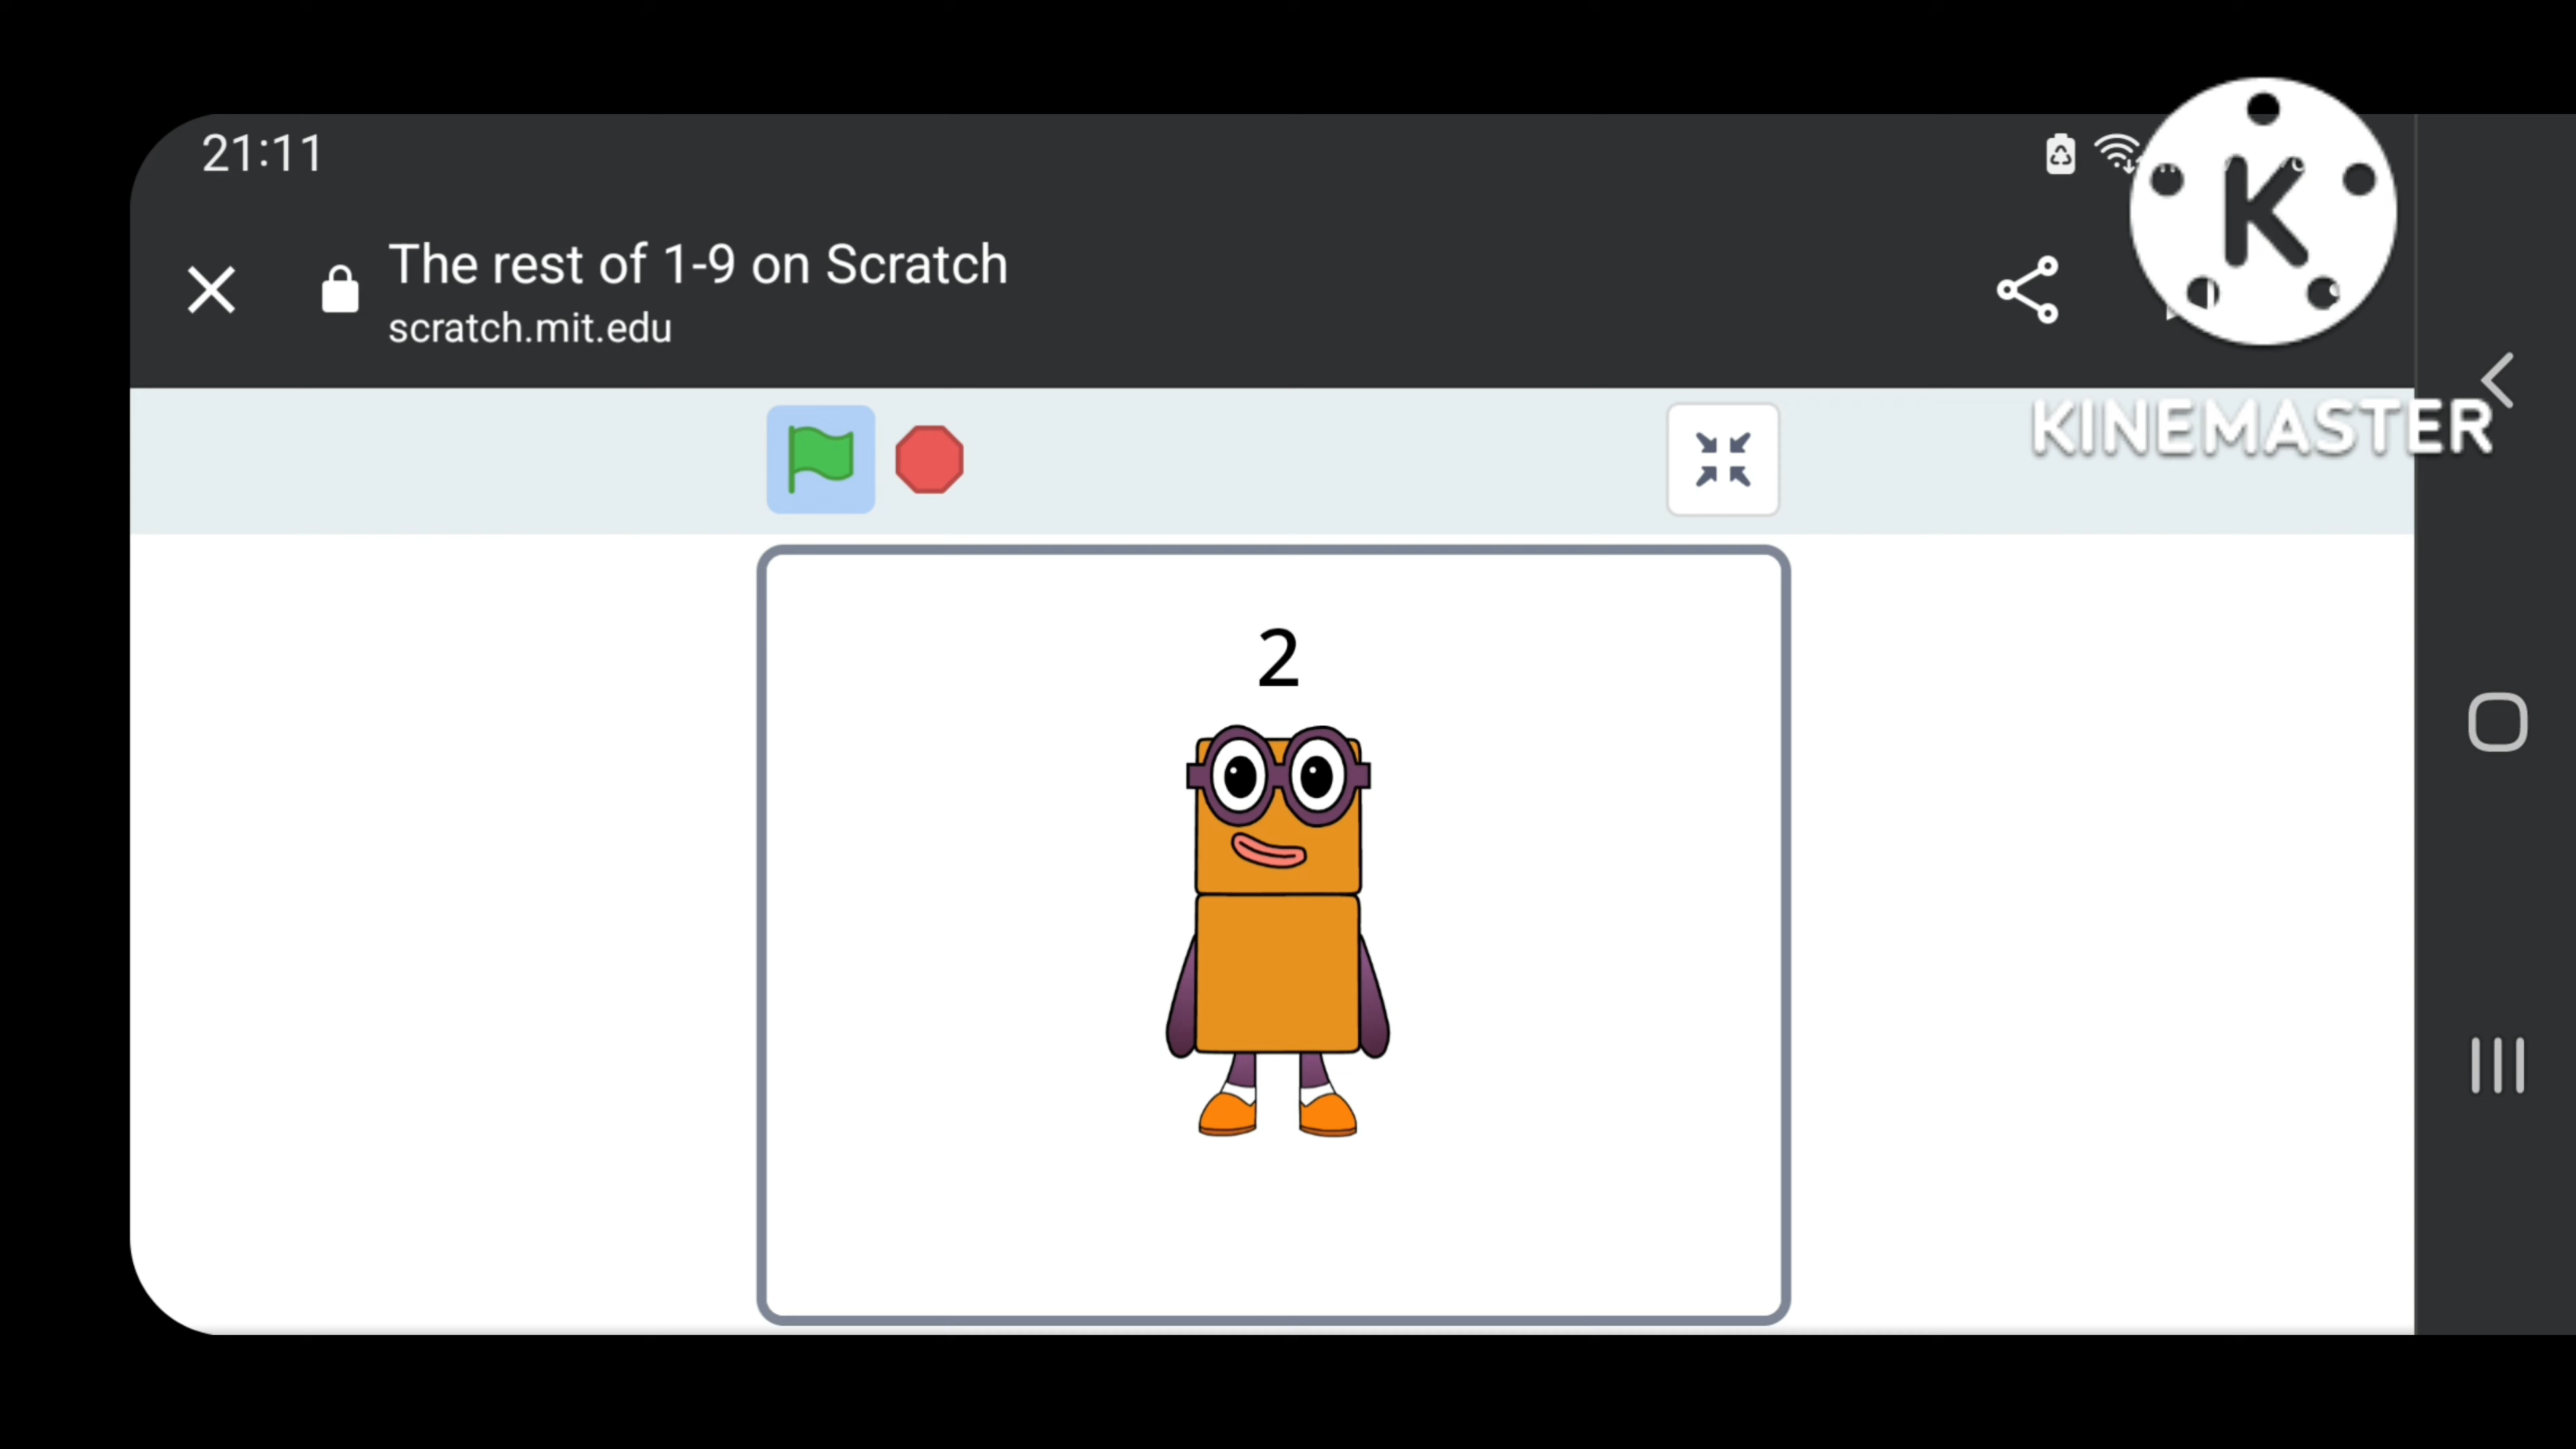 21:11
The rest of 1-9 on Scratch
scratch.mit.edu
K
KINEMASTER
2